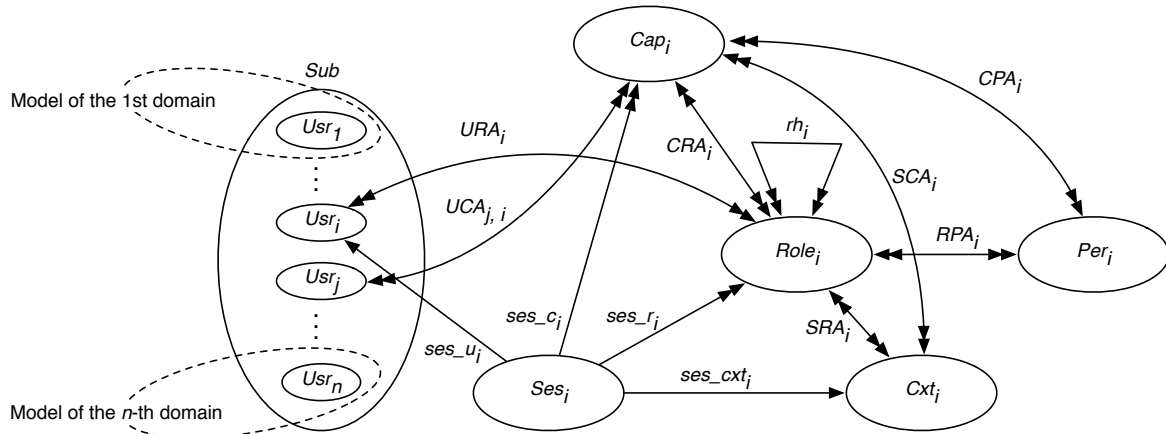 Cap_i
Sub
CPA_i
Model of the 1st domain
Usr_1
URA_i
rh_i
CRA_i
SCA_i
UCA_j, i
Usr_i
RPA_i
Role_i
Per_i
Usr_j
ses_c_i
ses_r_i
SRA_i
ses_u_i
ses_cxt_i
Usr_n
Ses_i
Cxt_i
Model of the n-th domain